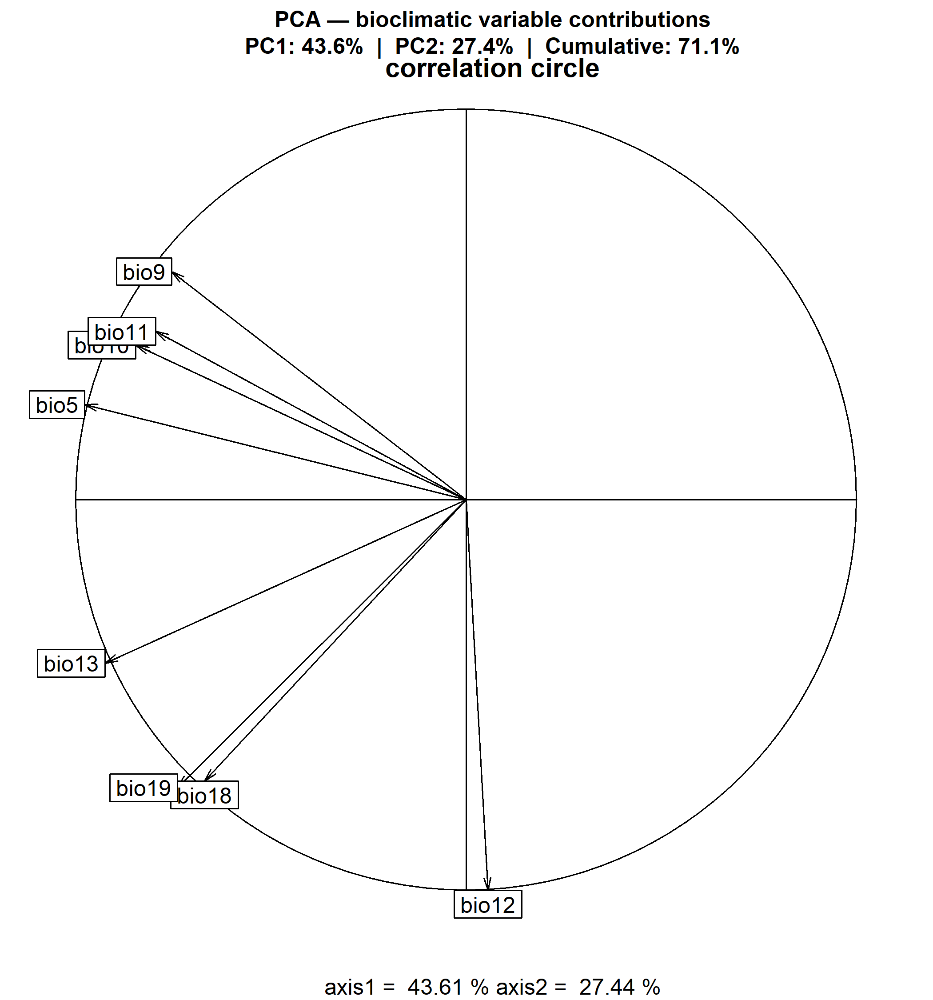 PCA — bioclimatic variable contributions
PC1: 43.6% | PC2: 27.4% | Cumulative: 71.1%
correlation circle
bio9
bio11
bio10
bio5
bio13
bio19
bio18
bio12
axis1 = 43.61 % axis2 = 27.44 %